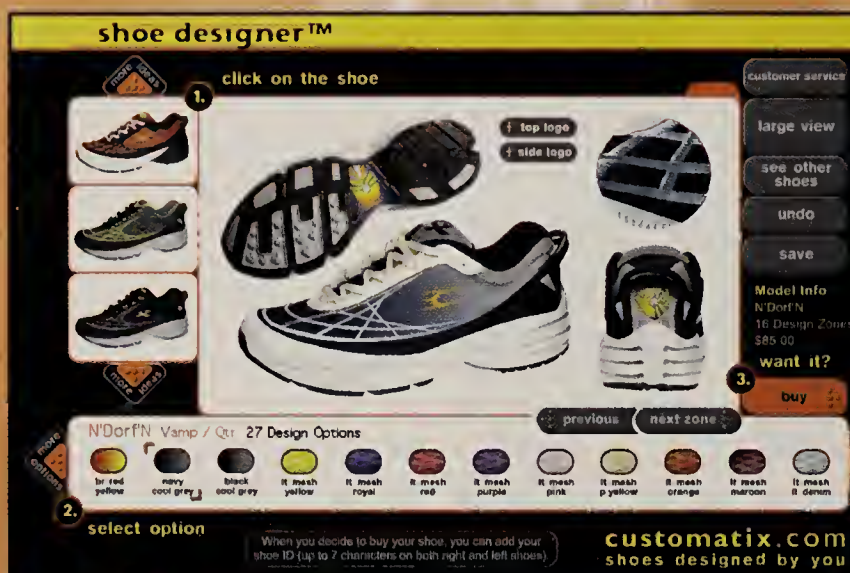 shoe designer™
more ideas
1.
click on the shoe
top logo
side logo
customer service
large view
see other
shoes
undo
save
Model Info
N'Dorf'N
16 Design Zones
$85.00
want it?
3.
buy
more ideas
previous
next zone
N'Dorf'N Vamp / Qtr 27 Design Options
more options
br red
yellow
navy
cool grey
black
cool grey
lt mesh
yellow
lt mesh
royal
lt mesh
red
lt mesh
purple
lt mesh
pink
lt mesh
p yellow
lt mesh
orange
lt mesh
maroon
lt mesh
lt denim
2.
select option
When you decide to buy your shoe, you can add your
shoe ID (up to 7 characters on both right and left shoes)
customatix.com
shoes designed by you